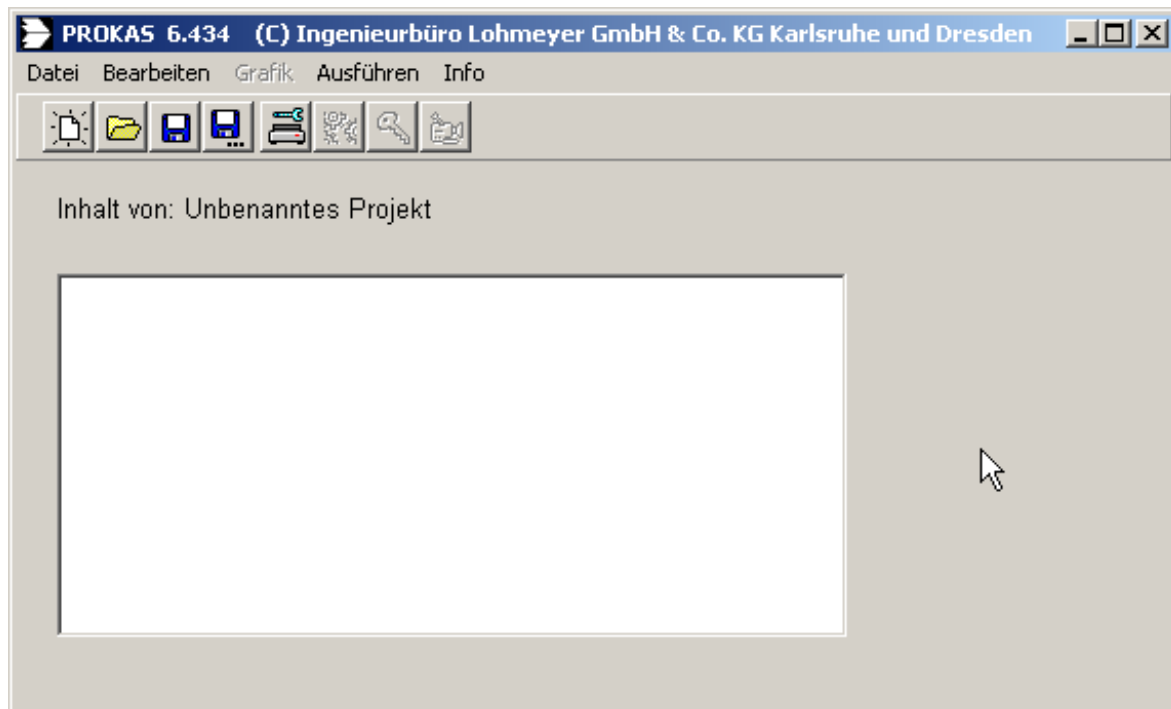 PROKAS 6.434 (C) Ingenieurbüro Lohmeyer GmbH & Co. KG Karlsruhe und Dresden
Datei Bearbeiten Grafik Ausführen Info
Inhalt von: Unbenanntes Projekt